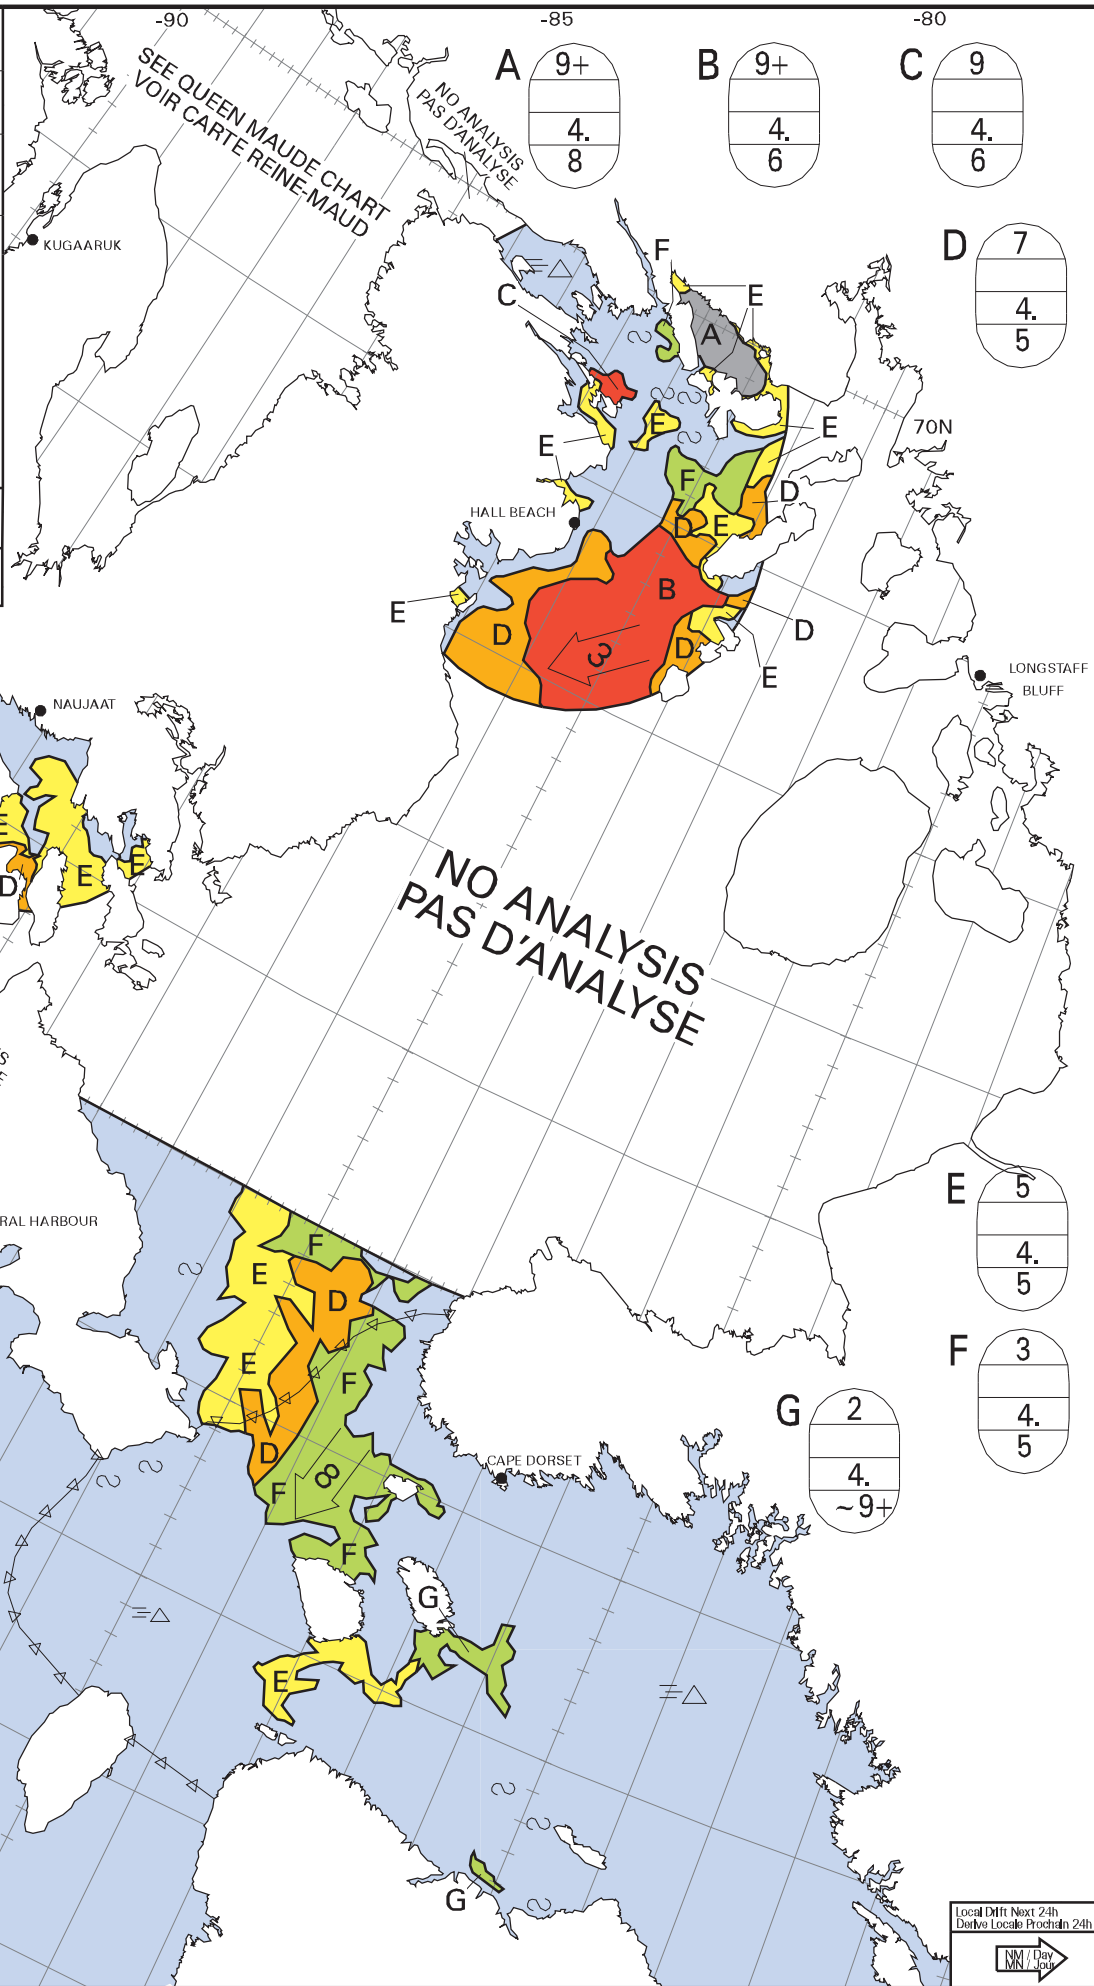 -90
-85
-80
SEE QUEEN MAUDE CHART
VOIR CARTE REINE-MAUD
NO ANALYSIS
PAS D'ANALYSE
A
9+
4.
8
B
9+
4.
6
C
9
4.
6
D
7
4.
5
KUGAARUK
F
E
C
A
E
E
E
70N
E
F
D
HALL BEACH
D
E
B
E
D
D
D
E
3
LONGSTAFF
BLUFF
NAUJAAT
E
E
E
D
NO ANALYSIS
PAS D'ANALYSE
E
5
4.
5
RAL HARBOUR
F
E
D
E
F
F
3
4.
5
G
2
4.
~9+
D
CAPE DORSET
8
F
F
G
E
G
Local Drift Next 24h
Derive Locale Prochain 24h
NM / Day
MN / Jour